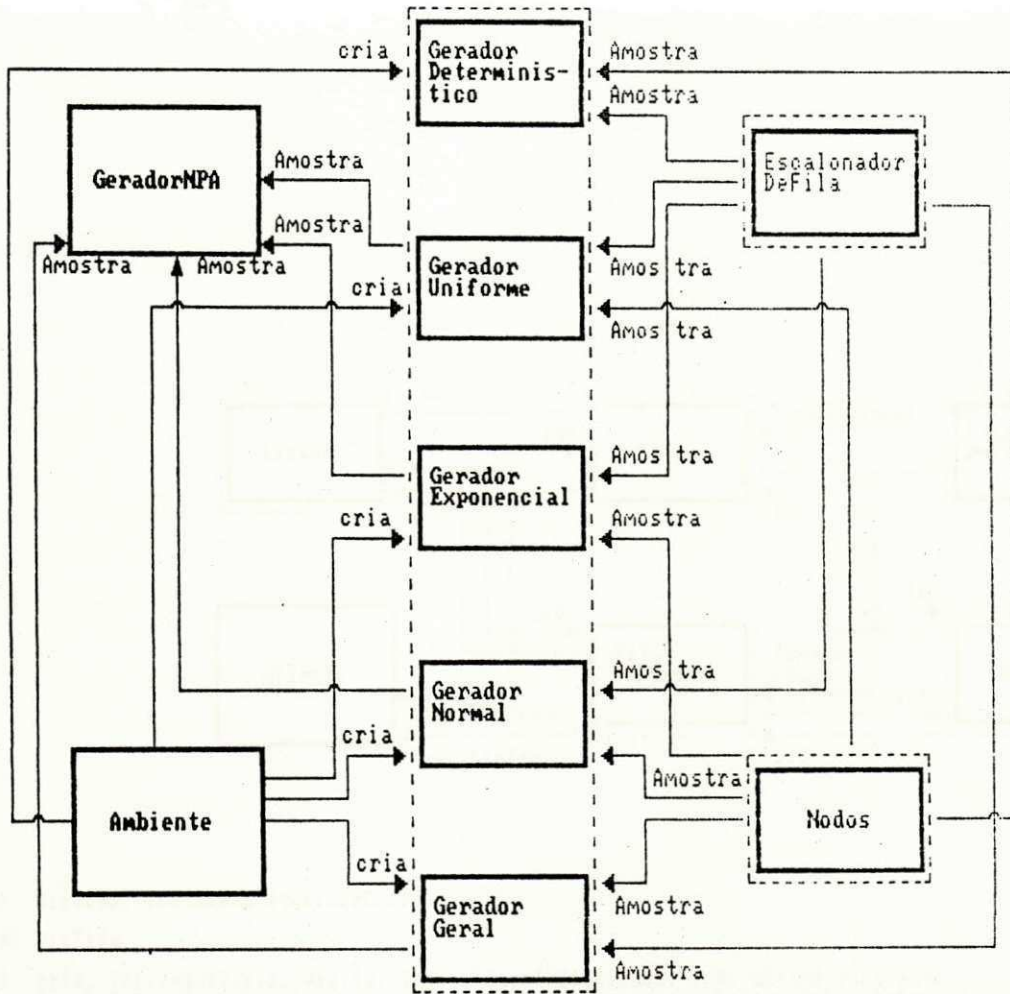 cria
Gerador
Determinis-
tico
Amostra
Amostra
GeradorNPA
Amostra
Escalonador
DeFila
Amostra
Amostra
Amostra
Gerador
Uniforme
Amos tra
cria
Amos tra
Gerador
Exponencial
Amos tra
cria
Amostra
Gerador
Normal
Amos tra
cria
Amostra
Ambiente
Nodos
cria
Gerador
Geral
Amostra
Amostra